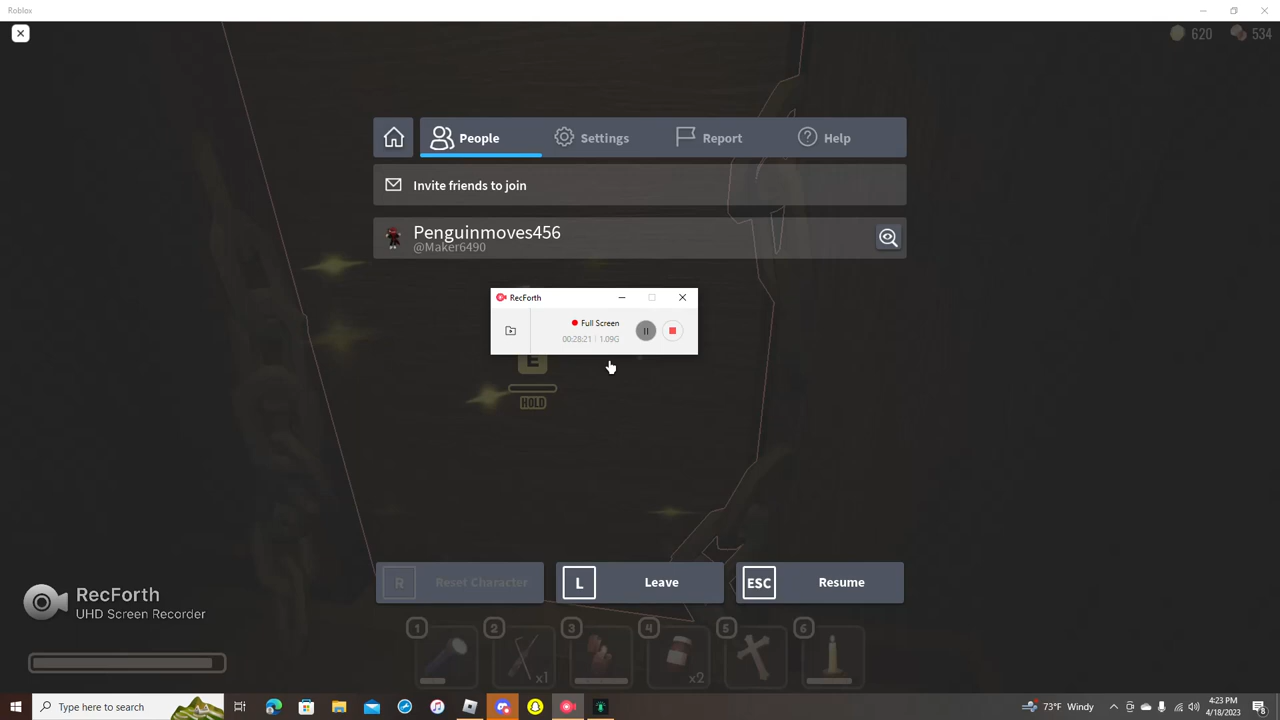 Roblox
620
534
People
Settings
Report
Help
Invite friends to join
Penguinmoves456
@Maker6490
RecForth
Full Screen
00:28:21 | 1.09G
E
HOLD
R Reset Character
L Leave
ESC Resume
RecForth
UHD Screen Recorder
1
2
3
4
5
6
x1
x2
Type here to search
73°F Windy
4:23 PM
4/18/2023
8